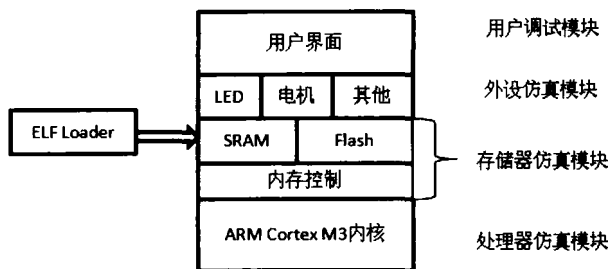 用户界面
用户调试模块
LED
电机
其他
外设仿真模块
ELF Loader
SRAM
Flash
存储器仿真模块
内存控制
ARM Cortex M3内核
处理器仿真模块